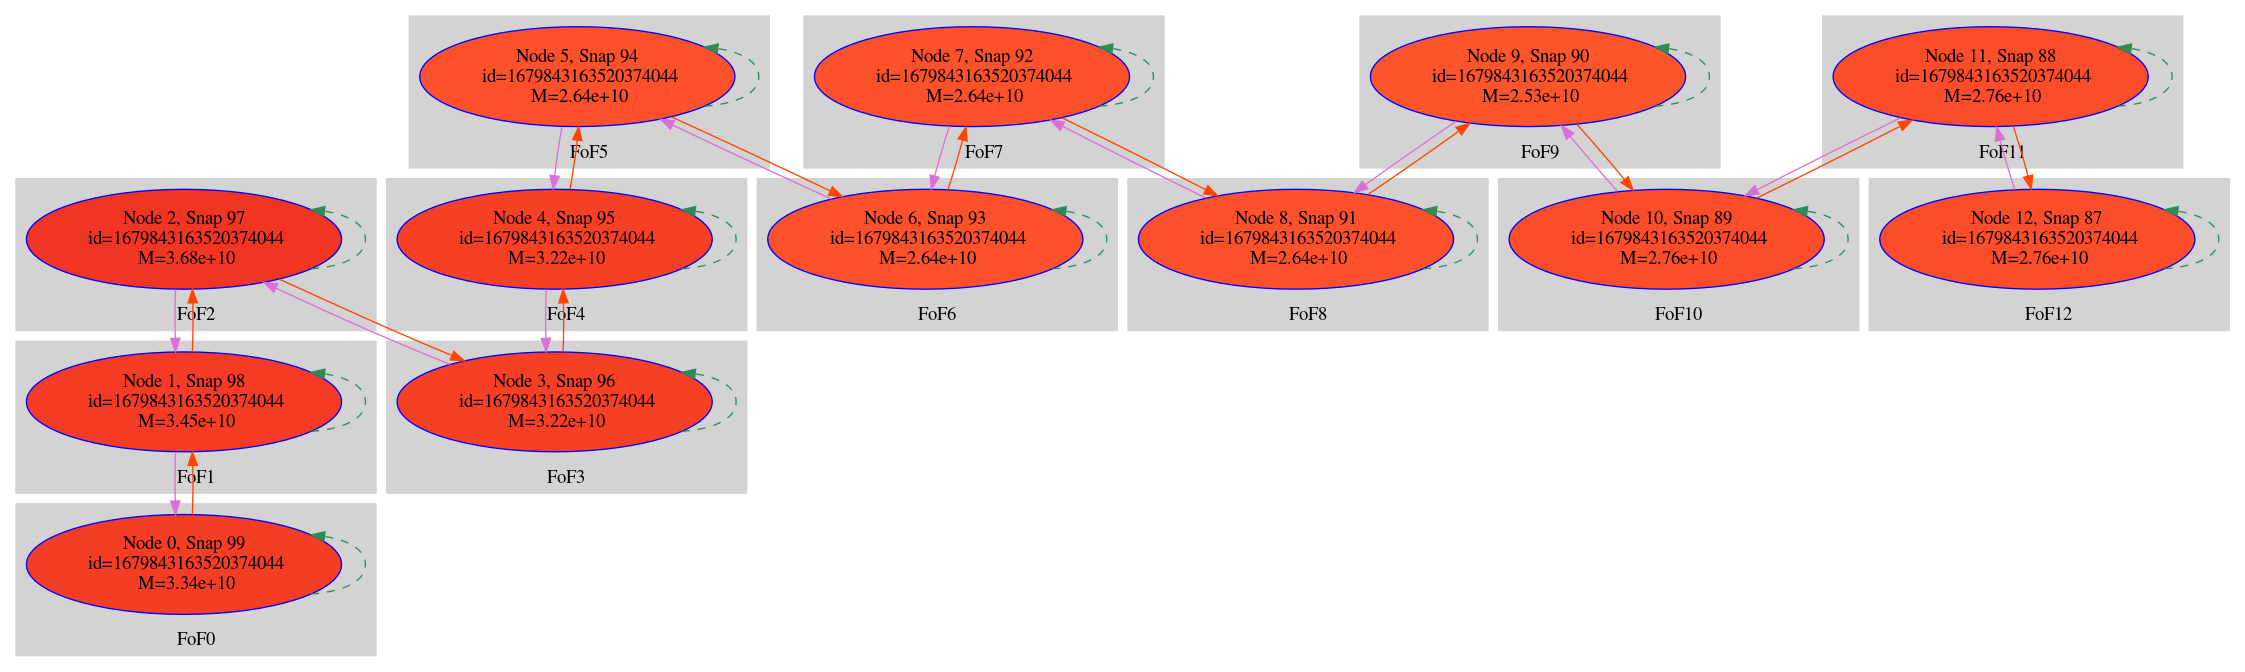 Node 5, Snap 94
id=1679843163520374044
M=2.64e+10
FoF5
Node 7, Snap 92
id=1679843163520374044
M=2.64e+10
FoF7
Node 9, Snap 90
id=1679843163520374044
M=2.53e+10
FoF9
Node 11, Snap 88
id=1679843163520374044
M=2.76e+10
FoF11
Node 2, Snap 97
id=1679843163520374044
M=3.68e+10
FoF2
Node 4, Snap 95
id=1679843163520374044
M=3.22e+10
FoF4
Node 6, Snap 93
id=1679843163520374044
M=2.64e+10
FoF6
Node 8, Snap 91
id=1679843163520374044
M=2.64e+10
FoF8
Node 10, Snap 89
id=1679843163520374044
M=2.76e+10
FoF10
Node 12, Snap 87
id=1679843163520374044
M=2.76e+10
FoF12
Node 1, Snap 98
id=1679843163520374044
M=3.45e+10
FoF1
Node 3, Snap 96
id=1679843163520374044
M=3.22e+10
FoF3
Node 0, Snap 99
id=1679843163520374044
M=3.34e+10
FoF0